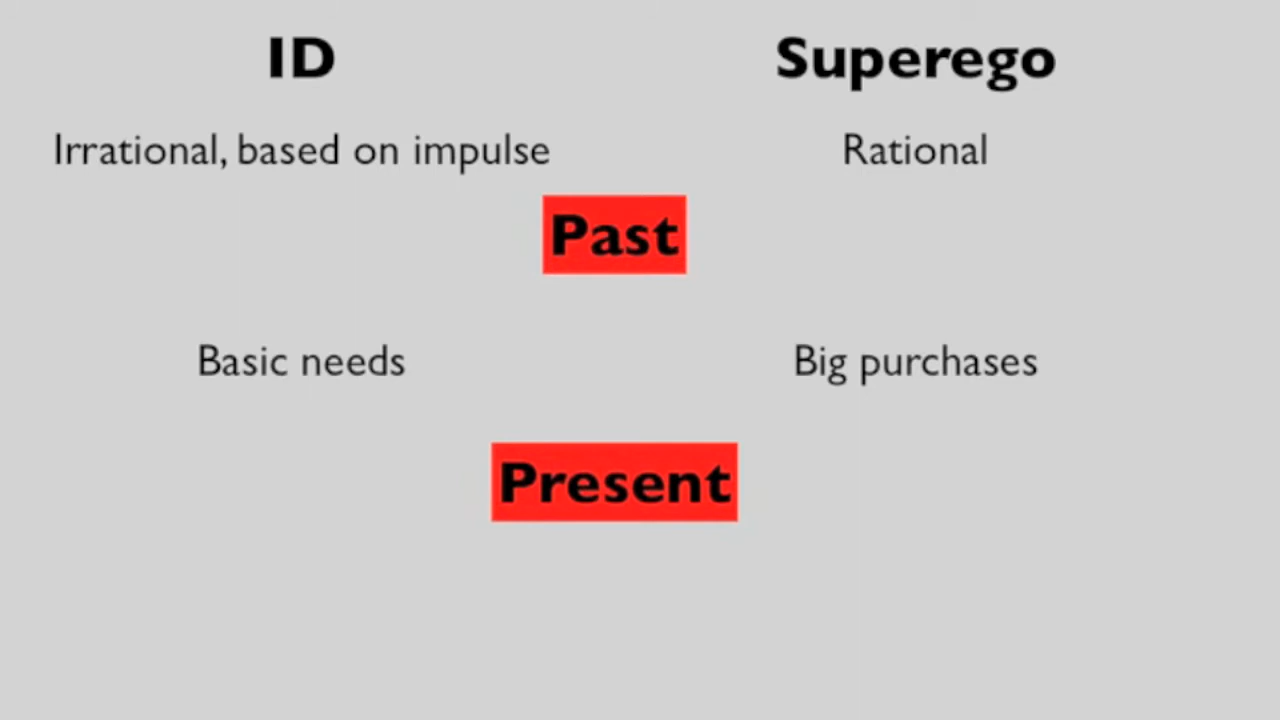 ID
Superego
Irrational, based on impulse
Rational
Past
Basic needs
Big purchases
Present